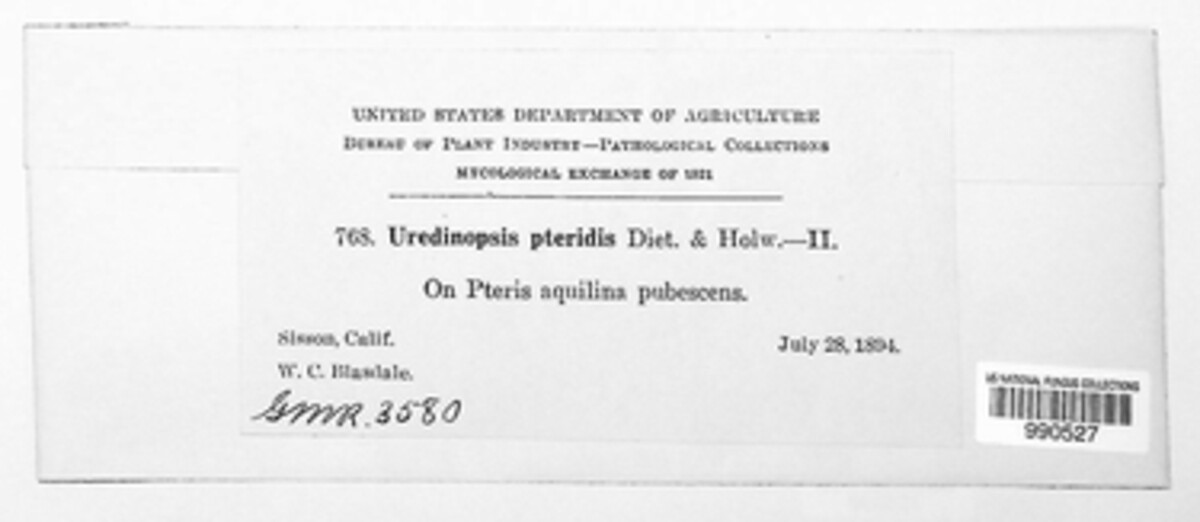 UNITED STATES DEPARTMENT OF AGRICULTURE
BUREAU OF PLANT INDUSTRY—PATHOLOGICAL COLLECTIONS
MYCOLOGICAL EXCHANGE OF
768. Uredinopsis pteridis Diet. & Holw.—II.
On Pteris aquilina pubescens.
Sisson, Calif.
July 28, 1894.
W. C. Blasdale.
GMR. 3580
US NATIONAL FUNGUS COLLECTIONS
990527